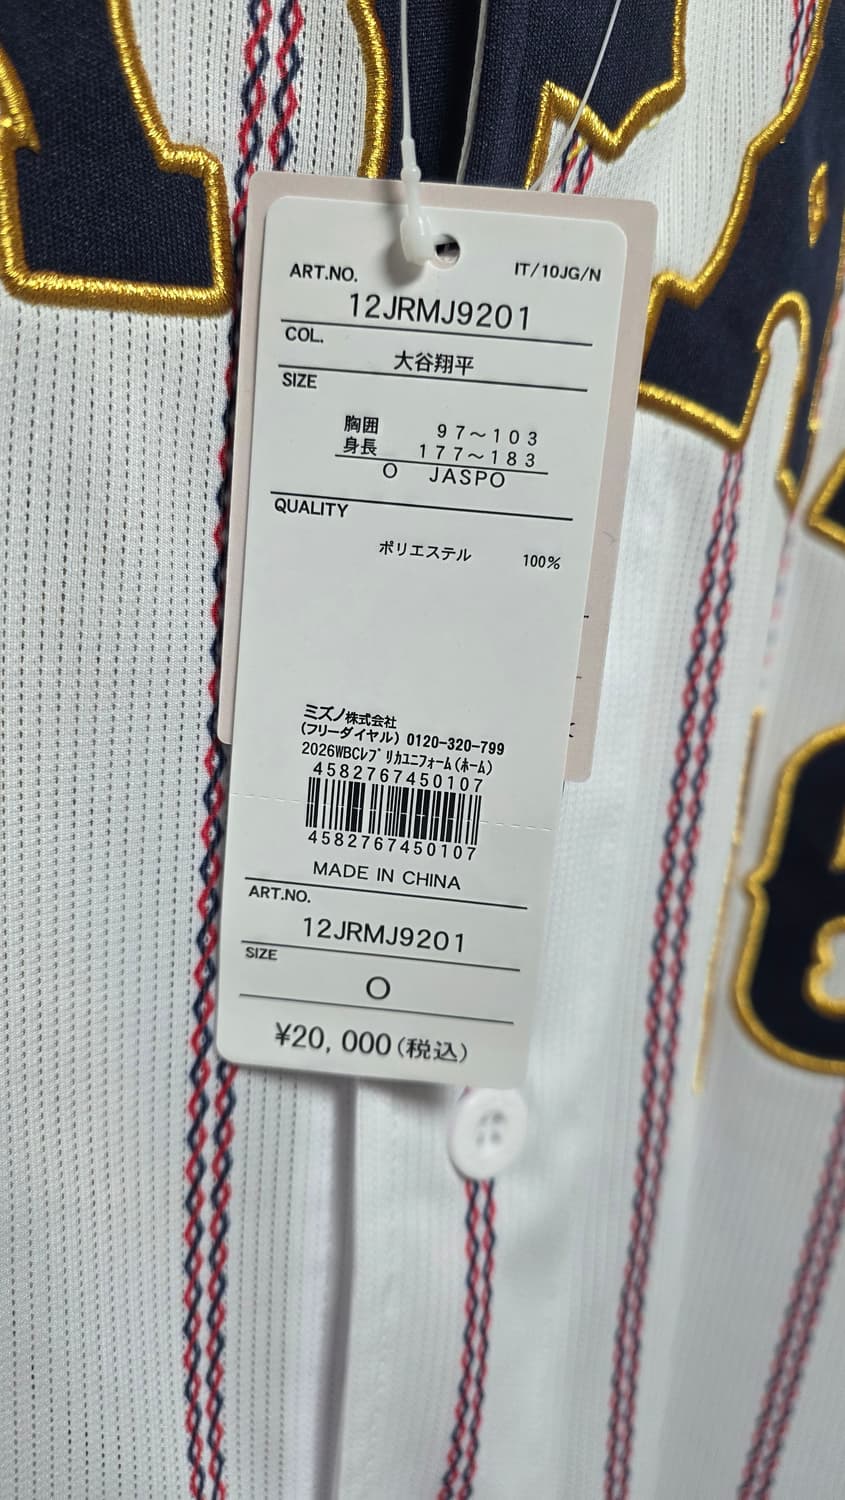 ART.NO. IT/10JG/N
12JRMJ9201
COL.
大谷翔平
SIZE
胸囲 97〜103
身長 177〜183
O JASPO
QUALITY
ポリエステル 100%
ミズノ株式会社
(フリーダイヤル) 0120-320-799
2026WBCﾚﾌﾟﾘｶﾕﾆﾌｫｰﾑ(ﾎｰﾑ)
4582767450107
4582767450107
MADE IN CHINA
ART.NO.
12JRMJ9201
SIZE
O
¥20,000(税込)